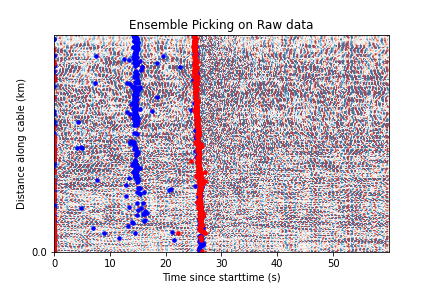 Ensemble Picking on Raw data
Distance along cable (km)
0.0
0 10 20 30 40 50
Time since starttime (s)